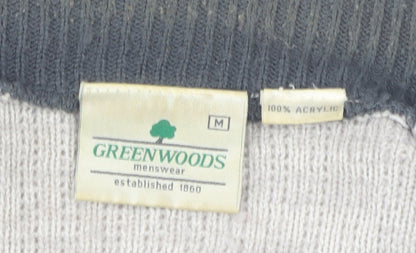 M
GREENWOODS
menswear
established 1860
100% ACRYLIC